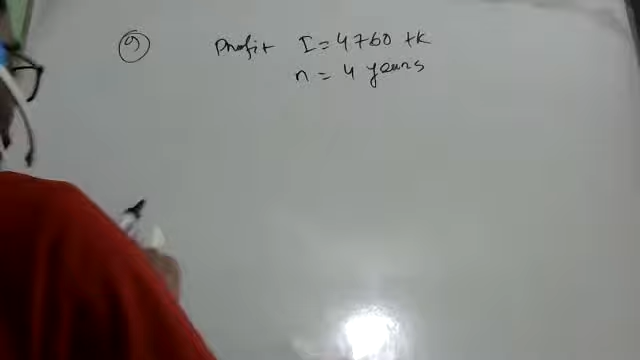 9
Profit I = 4760 tk
n = 4 years